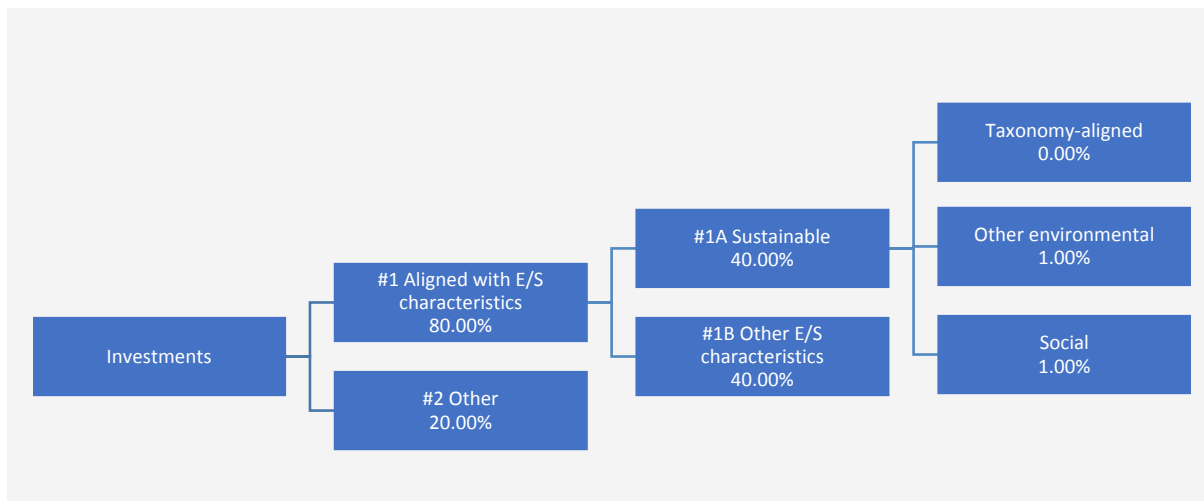 Investments
#1 Aligned with E/S
characteristics
80.00%
#2 Other
20.00%
#1A Sustainable
40.00%
#1B Other E/S
characteristics
40.00%
Taxonomy-aligned
0.00%
Other environmental
1.00%
Social
1.00%